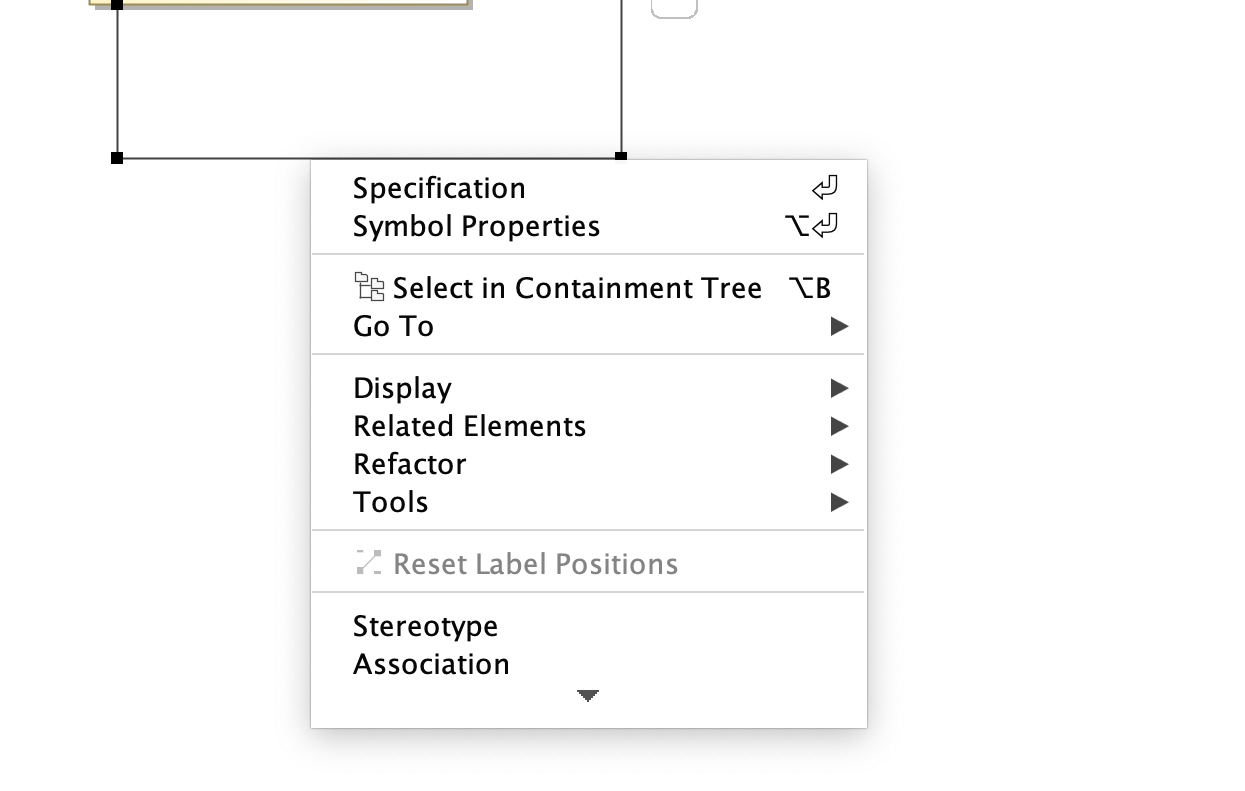 Specification ⏎
Symbol Properties ⌥⏎
Select in Containment Tree ⌥B
Go To
Display
Related Elements
Refactor
Tools
Reset Label Positions
Stereotype
Association